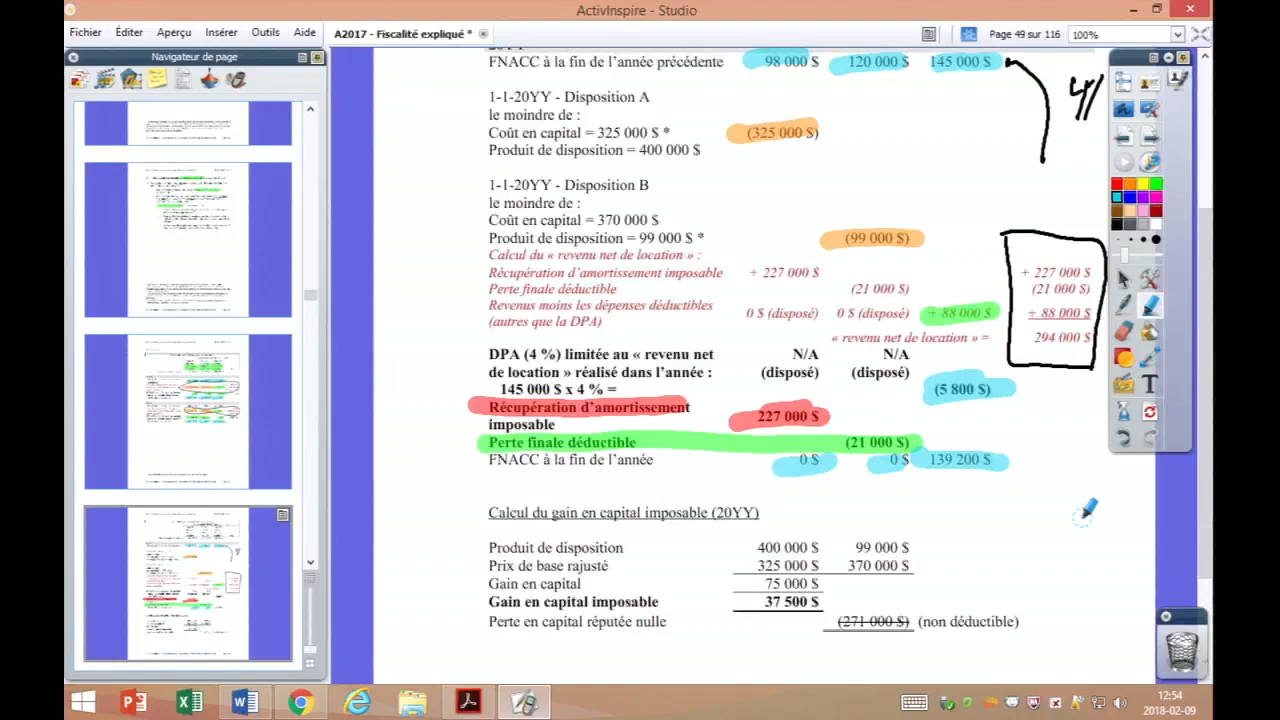 ActivInspire - Studio
Fichier Éditer Aperçu Insérer Outils Aide A2017 - Fiscalité expliqué * Page 49 sur 116 100%
Navigateur de page
FNACC à la fin de l'année précédente 98 000 $ 120 000 $ 145 000 $
1-1-20YY - Disposition A
le moindre de :
Coût en capital = 325 000 $ * (325 000 $)
Produit de disposition = 400 000 $
1-1-20YY - Disposition B
le moindre de :
Coût en capital = 370 000 $
Produit de disposition = 99 000 $ * (99 000 $)
Calcul du « revenu net de location » :
Récupération d'amortissement imposable + 227 000 $ + 227 000 $
Perte finale déductible (21 000 $) (21 000 $)
Revenus moins les dépenses déductibles
(autres que la DPA) 0 $ (disposé) 0 $ (disposé) + 88 000 $ + 88 000 $
« revenu net de location » = 294 000 $
DPA (4 %) limitée au « revenu net N/A N/A
de location » réalisé dans l'année : (disposé) (disposé)
145 000 $ x 4 % = (5 800 $)
Récupération d'amortissement
imposable 227 000 $
Perte finale déductible (21 000 $)
FNACC à la fin de l'année 0 $ 0 $ 139 200 $
Calcul du gain en capital imposable (20YY)
Produit de disposition 400 000 $ 99 000 $
Prix de base rajusté 325 000 $ 370 000 $
Gain en capital 75 000 $
Gain en capital imposable 37 500 $
Perte en capital réputée nulle (271 000 $) (non déductible)
12:54
2018-02-09